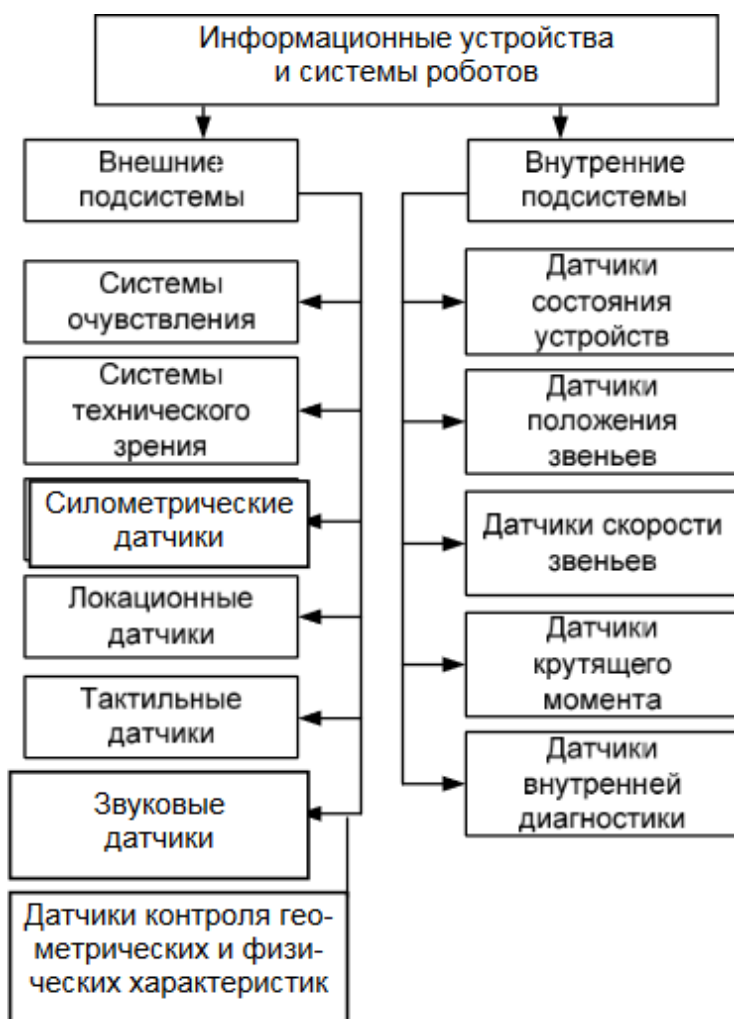 Информационные устройства
и системы роботов
Внешние
подсистемы
Системы
очувствления
Системы
технического
зрения
Силометрические
датчики
Локационные
датчики
Тактильные
датчики
Звуковые
датчики
Датчики контроля гео-
метрических и физи-
ческих характеристик
Внутренние
подсистемы
Датчики
состояния
устройств
Датчики
положения
звеньев
Датчики скорости
звеньев
Датчики
крутящего
момента
Датчики
внутренней
диагностики